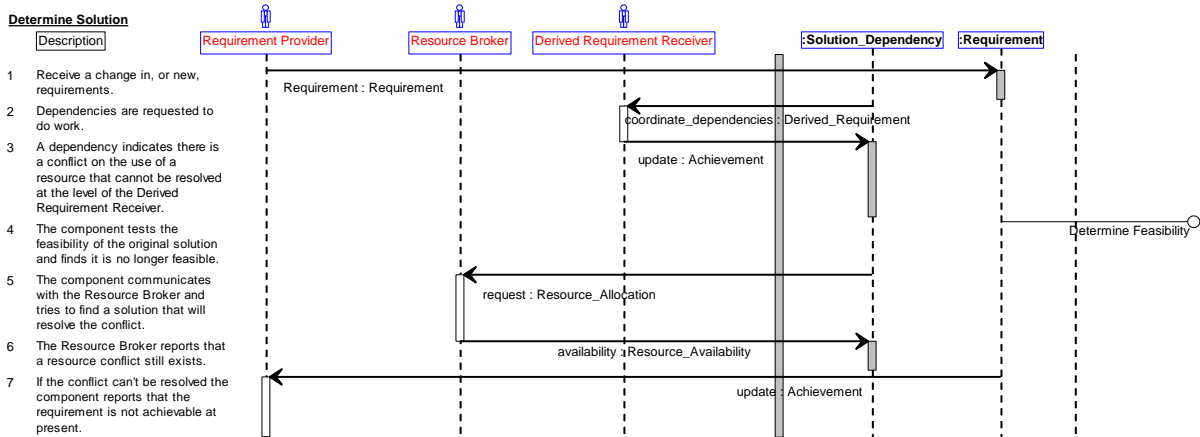 Determine Solution
Description
Requirement Provider
Resource Broker
Derived Requirement Receiver
:Solution_Dependency
:Requirement
1 Receive a change in, or new,
requirements.
Requirement : Requirement
2 Dependencies are requested to
do work.
coordinate_dependencies : Derived_Requirement
3 A dependency indicates there is
a conflict on the use of a
resource that cannot be resolved
at the level of the Derived
Requirement Receiver.
update : Achievement
4 The component tests the
feasibility of the original solution
and finds it is no longer feasible.
Determine Feasibility
5 The component communicates
with the Resource Broker and
tries to find a solution that will
resolve the conflict.
request : Resource_Allocation
6 The Resource Broker reports that
a resource conflict still exists.
availability : Resource_Availability
7 If the conflict can't be resolved the
component reports that the
requirement is not achievable at
present.
update : Achievement